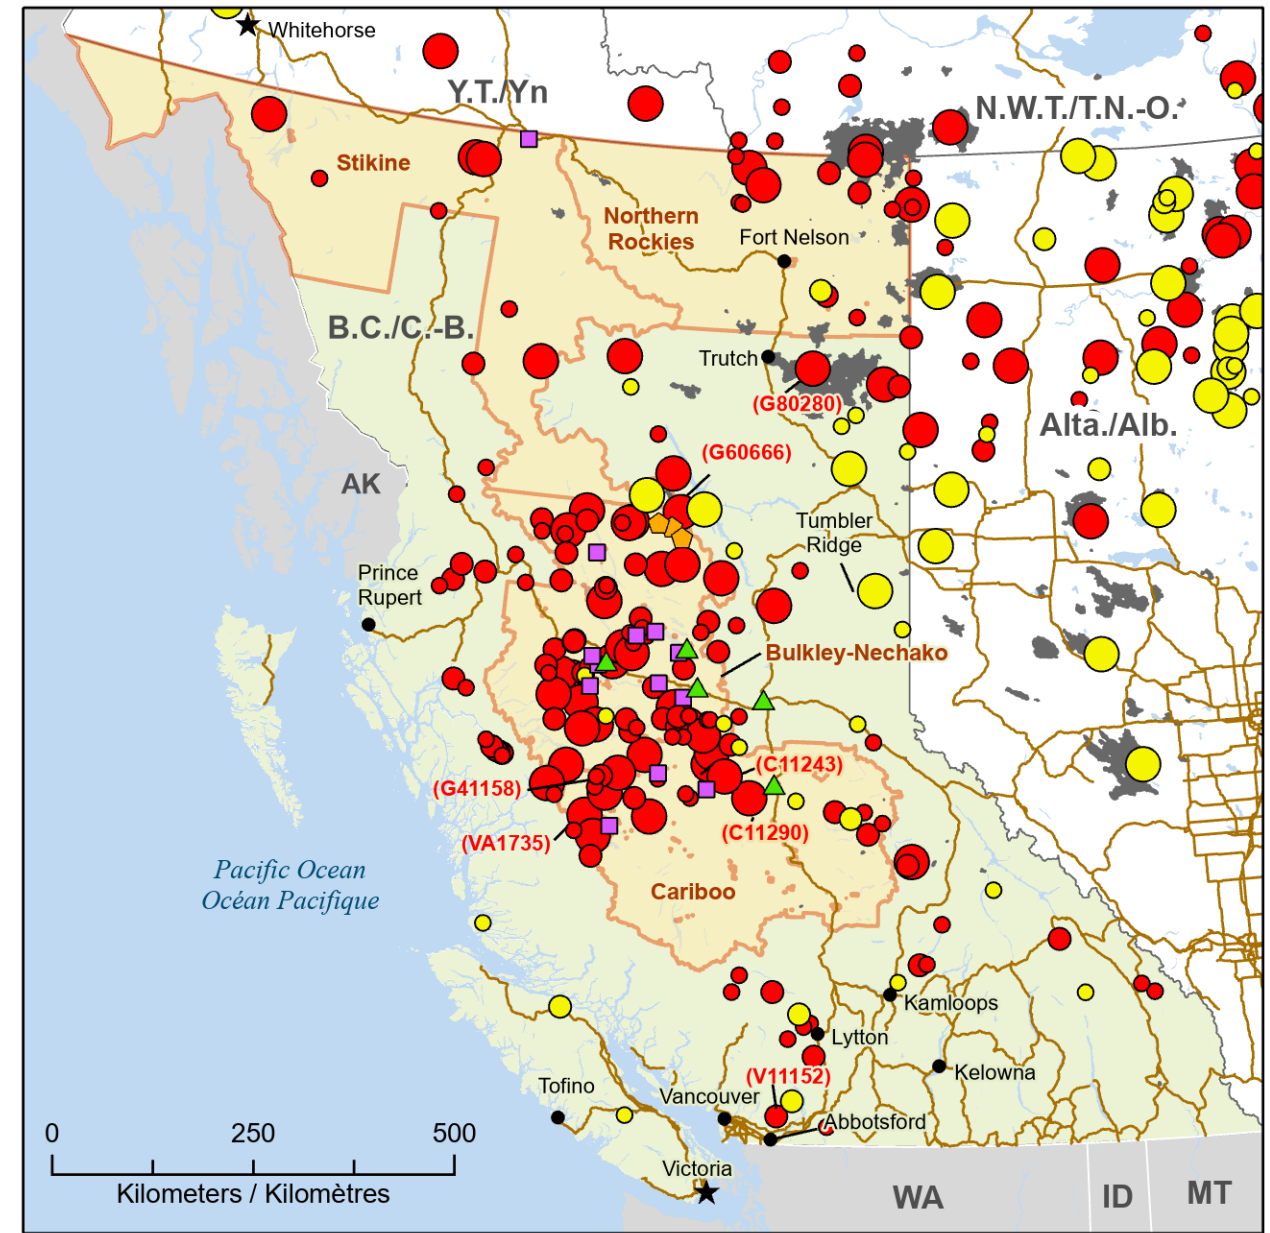 Whitehorse
Y.T./Yn
N.W.T./T.N.-O.
Stikine
Northern
Rockies
Fort Nelson
B.C./C.-B.
Trutch
(G80280)
Alta./Alb.
(G60666)
AK
Tumbler
Ridge
Prince
Rupert
Bulkley-Nechako
(C11243)
(G41158)
(C11290)
(VA1735)
Pacific Ocean
Océan Pacifique
Cariboo
Kamloops
Lytton
Kelowna
(V11152)
Tofino
Vancouver
Abbotsford
0 250 500
Kilometers / Kilomètres
Victoria
WA
ID
MT